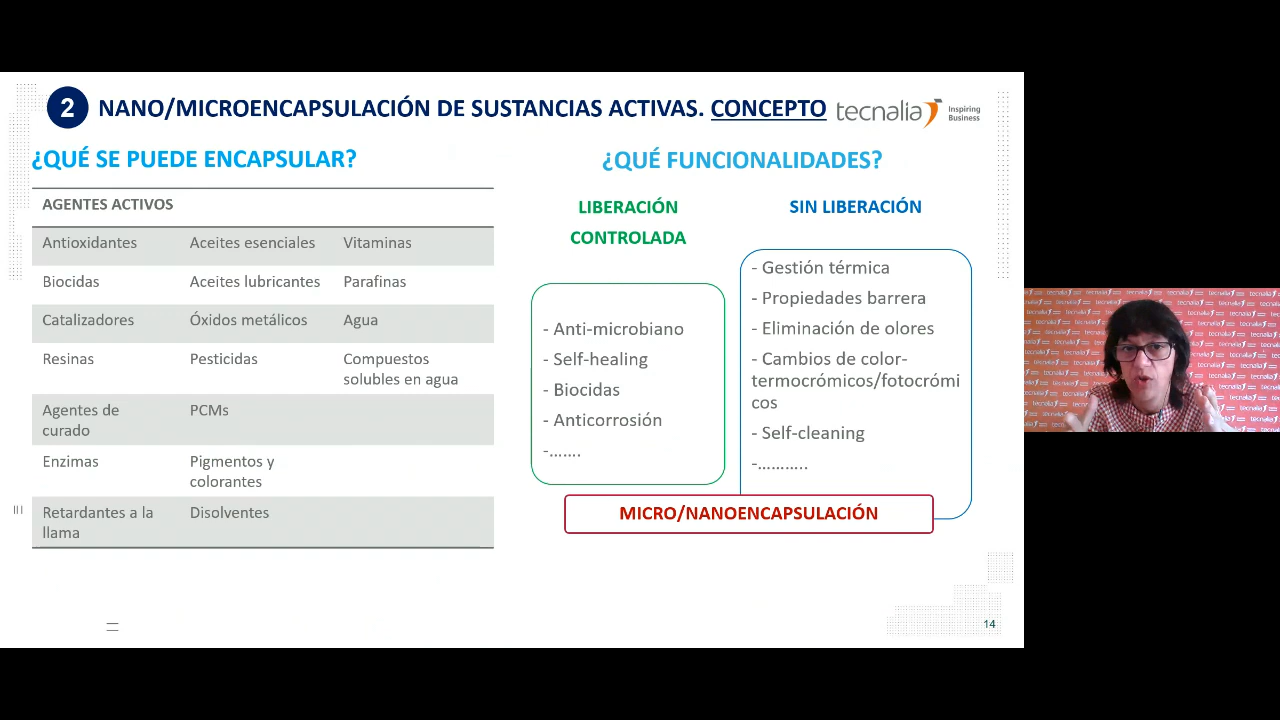 2 NANO/MICROENCAPSULACIÓN DE SUSTANCIAS ACTIVAS. CONCEPTO
tecnalia Inspiring
Business
¿QUÉ SE PUEDE ENCAPSULAR?
AGENTES ACTIVOS
Antioxidantes Aceites esenciales Vitaminas
Biocidas Aceites lubricantes Parafinas
Catalizadores Óxidos metálicos Agua
Resinas Pesticidas Compuestos
solubles en agua
Agentes de PCMs
curado
Enzimas Pigmentos y
colorantes
Retardantes a la Disolventes
llama
¿QUÉ FUNCIONALIDADES?
LIBERACIÓN
CONTROLADA
- Anti-microbiano
- Self-healing
- Biocidas
- Anticorrosión
-.......
SIN LIBERACIÓN
- Gestión térmica
- Propiedades barrera
- Eliminación de olores
- Cambios de color-
termocrómicos/fotocrómi
cos
- Self-cleaning
-...........
MICRO/NANOENCAPSULACIÓN
14
tecnalia